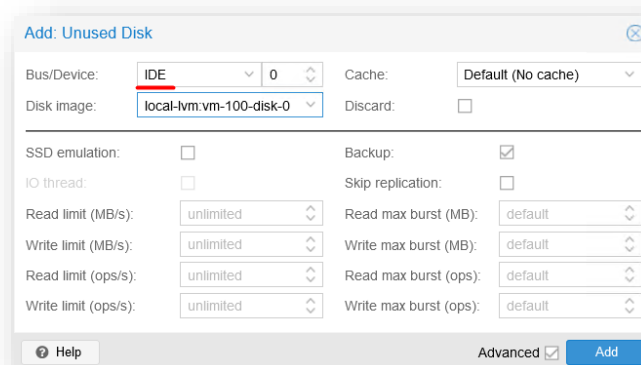 Add: Unused Disk
Bus/Device: IDE 0 Cache: Default (No cache)
Disk image: local-lvm:vm-100-disk-0 Discard:
SSD emulation: Backup:
IO thread: Skip replication:
Read limit (MB/s): unlimited Read max burst (MB): default
Write limit (MB/s): unlimited Write max burst (MB): default
Read limit (ops/s): unlimited Read max burst (ops): default
Write limit (ops/s): unlimited Write max burst (ops): default
Help Advanced Add